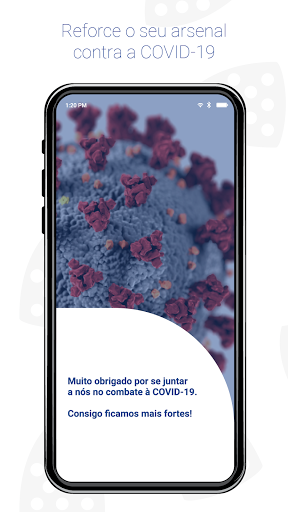 Reforce o seu arsenal
contra a COVID-19
1:20 PM
Muito obrigado por se juntar
a nós no combate à COVID-19.
Consigo ficamos mais fortes!